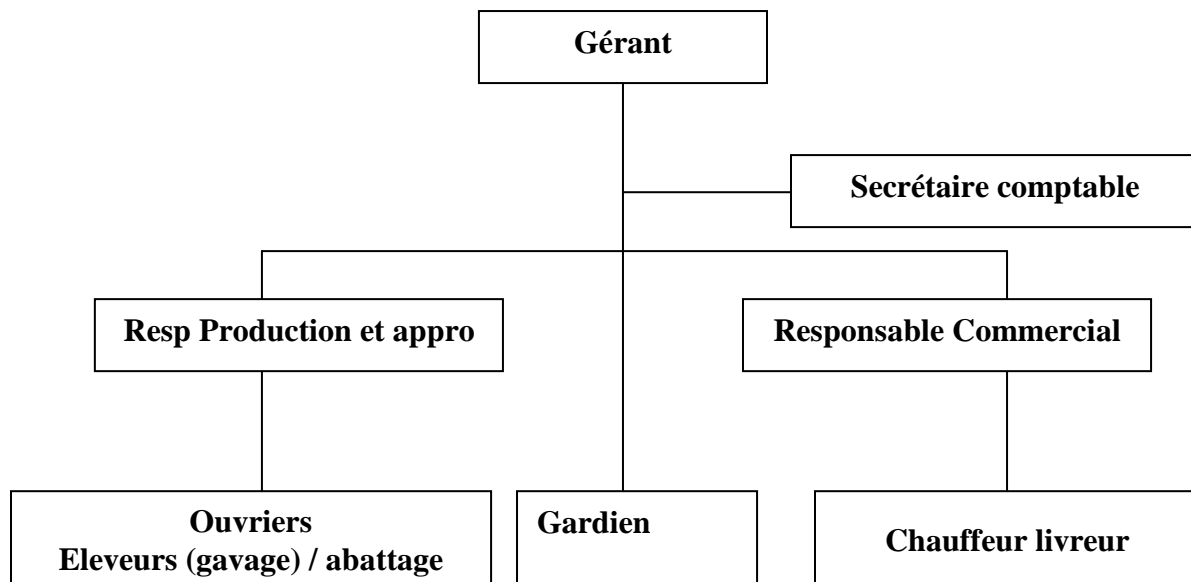 Gérant
Secrétaire comptable
Resp Production et appro
Responsable Commercial
Ouvriers
Eleveurs (gavage) / abattage
Gardien
Chauffeur livreur